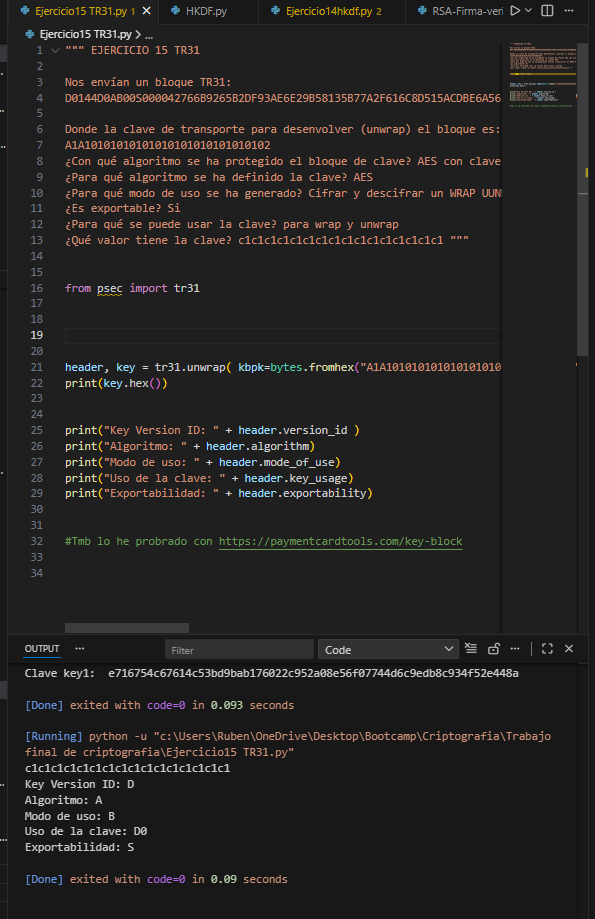 Ejercicio15 TR31.py 1
HKDF.py
Ejercicio14hkdf.py 2
RSA-Firma-veri
Ejercicio15 TR31.py > ...
1 """ EJERCICIO 15 TR31
2
3 Nos envían un bloque TR31:
4 D0144D0AB00S000042766B9265B2DF93AE6E29B58135B77A2F616C8D515ACDBE6A56
5
6 Donde la clave de transporte para desenvolver (unwrap) el bloque es:
7 A1A10101010101010101010101010102
8 ¿Con qué algoritmo se ha protegido el bloque de clave? AES con clave
9 ¿Para qué algoritmo se ha definido la clave? AES
10 ¿Para qué modo de uso se ha generado? Cifrar y descifrar un WRAP UUN
11 ¿Es exportable? Si
12 ¿Para qué se puede usar la clave? para wrap y unwrap
13 ¿Qué valor tiene la clave? c1c1c1c1c1c1c1c1c1c1c1c1c1c1c1c1 """
14
15
16 from psec import tr31
17
18
19
20
21 header, key = tr31.unwrap( kbpk=bytes.fromhex("A1A1010101010101010
22 print(key.hex())
23
24
25 print("Key Version ID: " + header.version_id )
26 print("Algoritmo: " + header.algorithm)
27 print("Modo de uso: " + header.mode_of_use)
28 print("Uso de la clave: " + header.key_usage)
29 print("Exportabilidad: " + header.exportability)
30
31
32 #Tmb lo he probrado con https://paymentcardtools.com/key-block
33
34
OUTPUT ... Filter Code ...
Clave key1:  e716754c67614c53bd9bab176022c952a08e56f07744d6c9edb8c934f52e448a
[Done] exited with code=0 in 0.093 seconds
[Running] python -u "c:\Users\Ruben\OneDrive\Desktop\Bootcamp\Criptografia\Trabajo
final de criptografia\Ejercicio15 TR31.py"
c1c1c1c1c1c1c1c1c1c1c1c1c1c1c1c1
Key Version ID: D
Algoritmo: A
Modo de uso: B
Uso de la clave: D0
Exportabilidad: S
[Done] exited with code=0 in 0.09 seconds